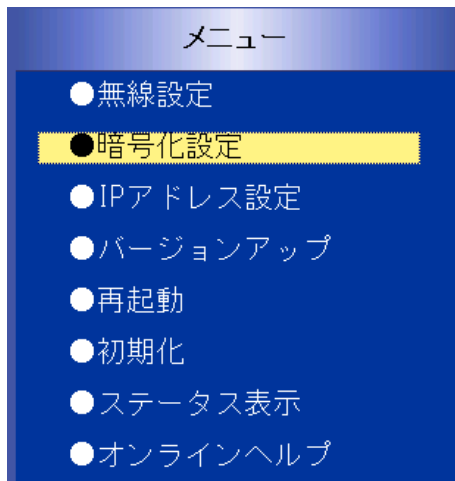 メニュー
●無線設定
●暗号化設定
●IPアドレス設定
●バージョンアップ
●再起動
●初期化
●ステータス表示
●オンラインヘルプ